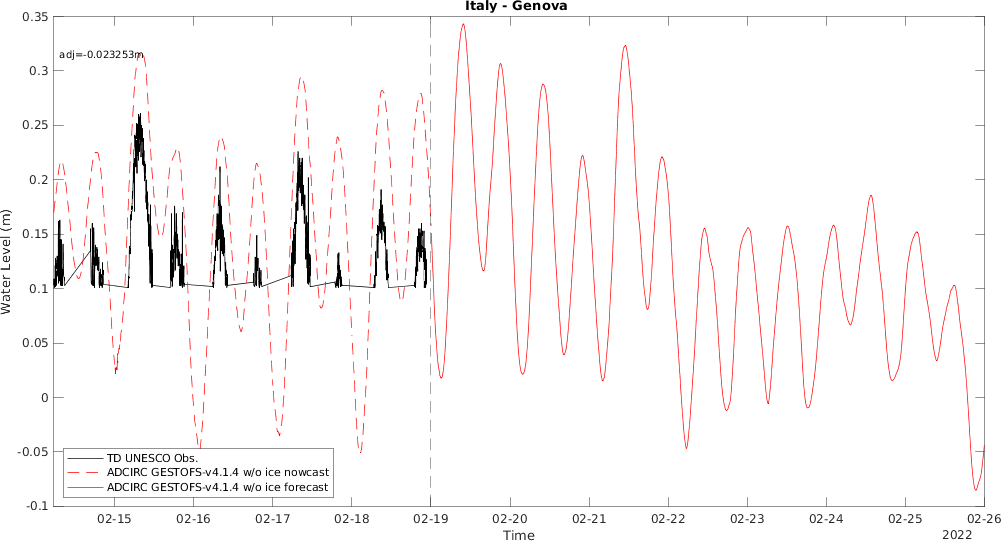 Italy - Genova
adj=-0.023253m
0.35
0.3
0.25
0.2
0.15
0.1
0.05
0
-0.05
-0.1
Water Level (m)
TD UNESCO Obs.
ADCIRC GESTOFS-v4.1.4 w/o ice nowcast
ADCIRC GESTOFS-v4.1.4 w/o ice forecast
02-15 02-16 02-17 02-18 02-19 02-20 02-21 02-22 02-23 02-24 02-25 02-26
Time
2022